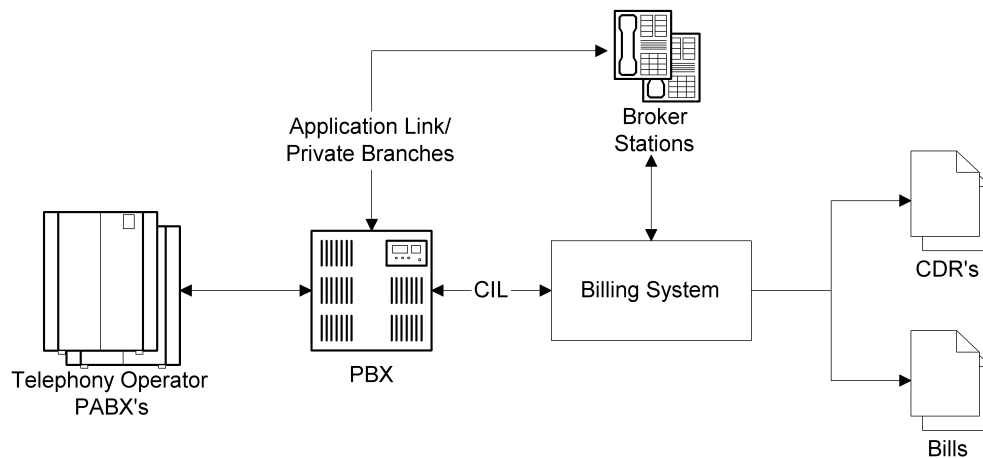 Broker
Stations
Application Link/
Private Branches
CDR's
CIL
Billing System
PBX
Telephony Operator
PABX's
Bills